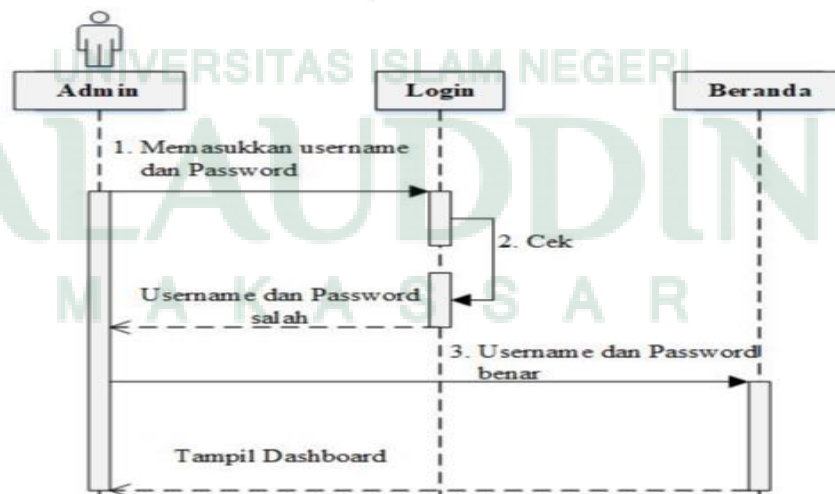 UNIVERSITAS ISLAM NEGERI
Admin
Login
Beranda
ALAUDDIN
1. Memasukkan username
dan Password
2. Cek
MAKASSAR
Username dan Password
salah
3. Username dan Password
benar
Tampil Dashboard